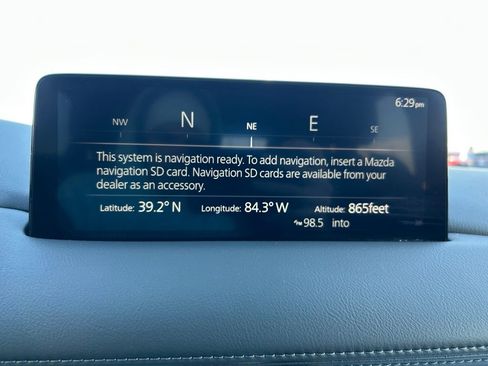 6:29pm
NW N NE E SE
This system is navigation ready. To add navigation, insert a Mazda
navigation SD card. Navigation SD cards are available from your
dealer as an accessory.
Latitude: 39.2° N Longitude: 84.3° W Altitude: 865feet
98.5 into